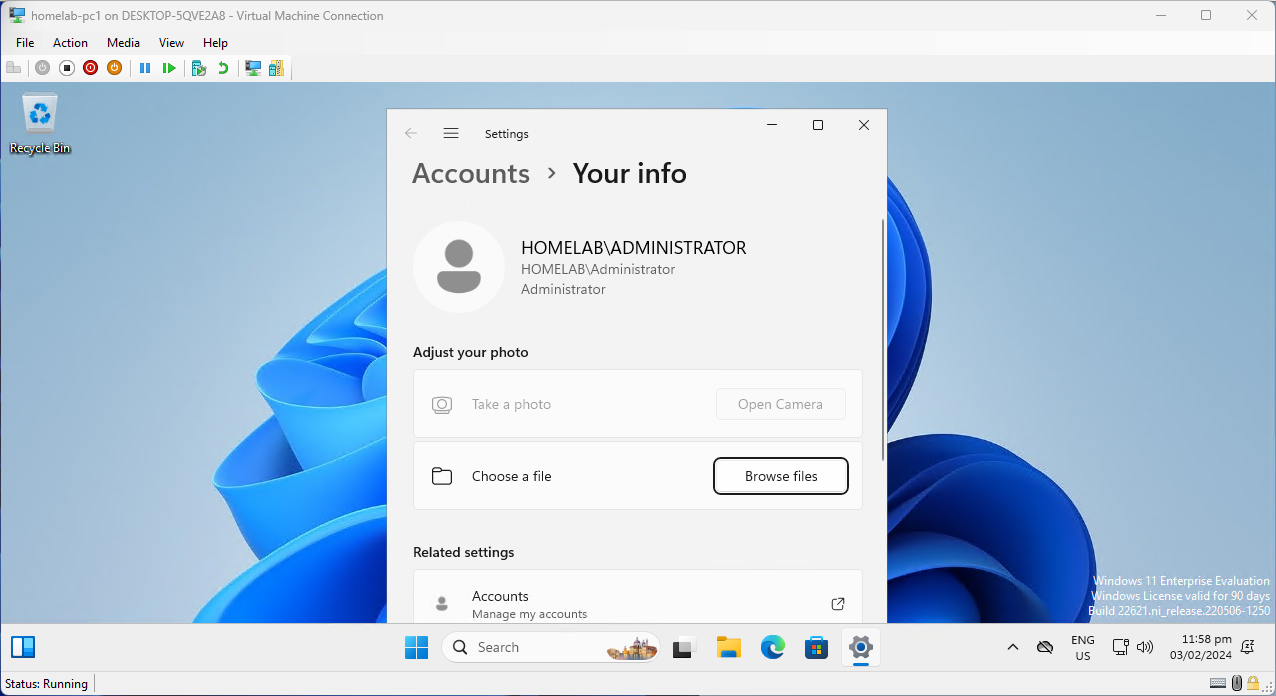 homelab-pc1 on DESKTOP-5QVE2A8 - Virtual Machine Connection
File Action Media View Help
Recycle Bin
Settings
Accounts › Your info
HOMELAB\ADMINISTRATOR
HOMELAB\Administrator
Administrator
Adjust your photo
Take a photo Open Camera
Choose a file Browse files
Related settings
Accounts
Manage my accounts
Windows 11 Enterprise Evaluation
Windows License valid for 90 days
Build 22621.ni_release.220506-1250
Search
ENG
US
11:58 pm
03/02/2024
Status: Running